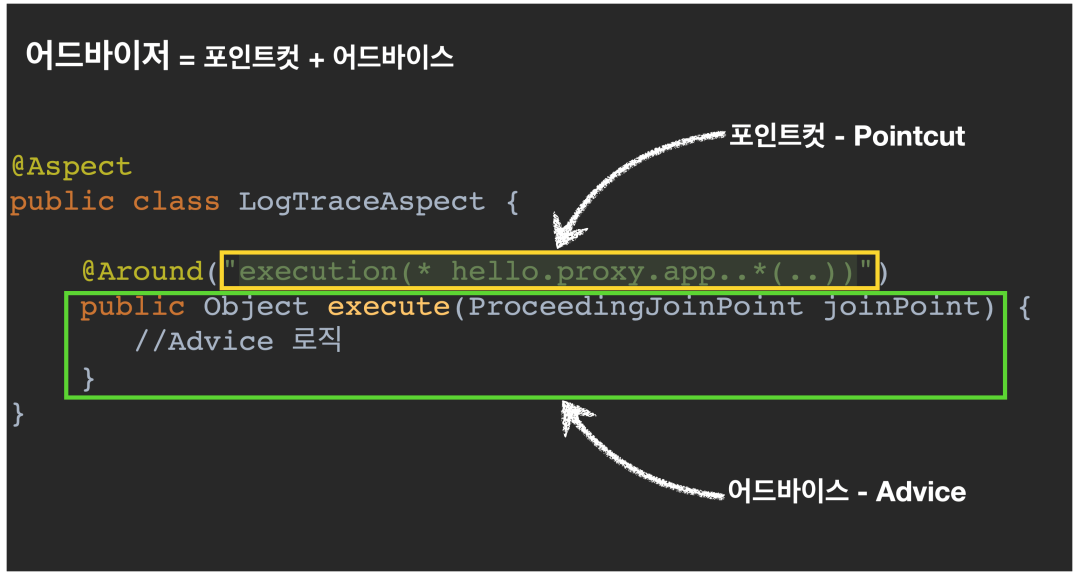 어드바이저 = 포인트컷 + 어드바이스
포인트컷 - Pointcut
@Aspect
public class LogTraceAspect {
@Around("execution(* hello.proxy.app..*(..))")
public Object execute(ProceedingJoinPoint joinPoint) {
//Advice 로직
}
}
어드바이스 - Advice